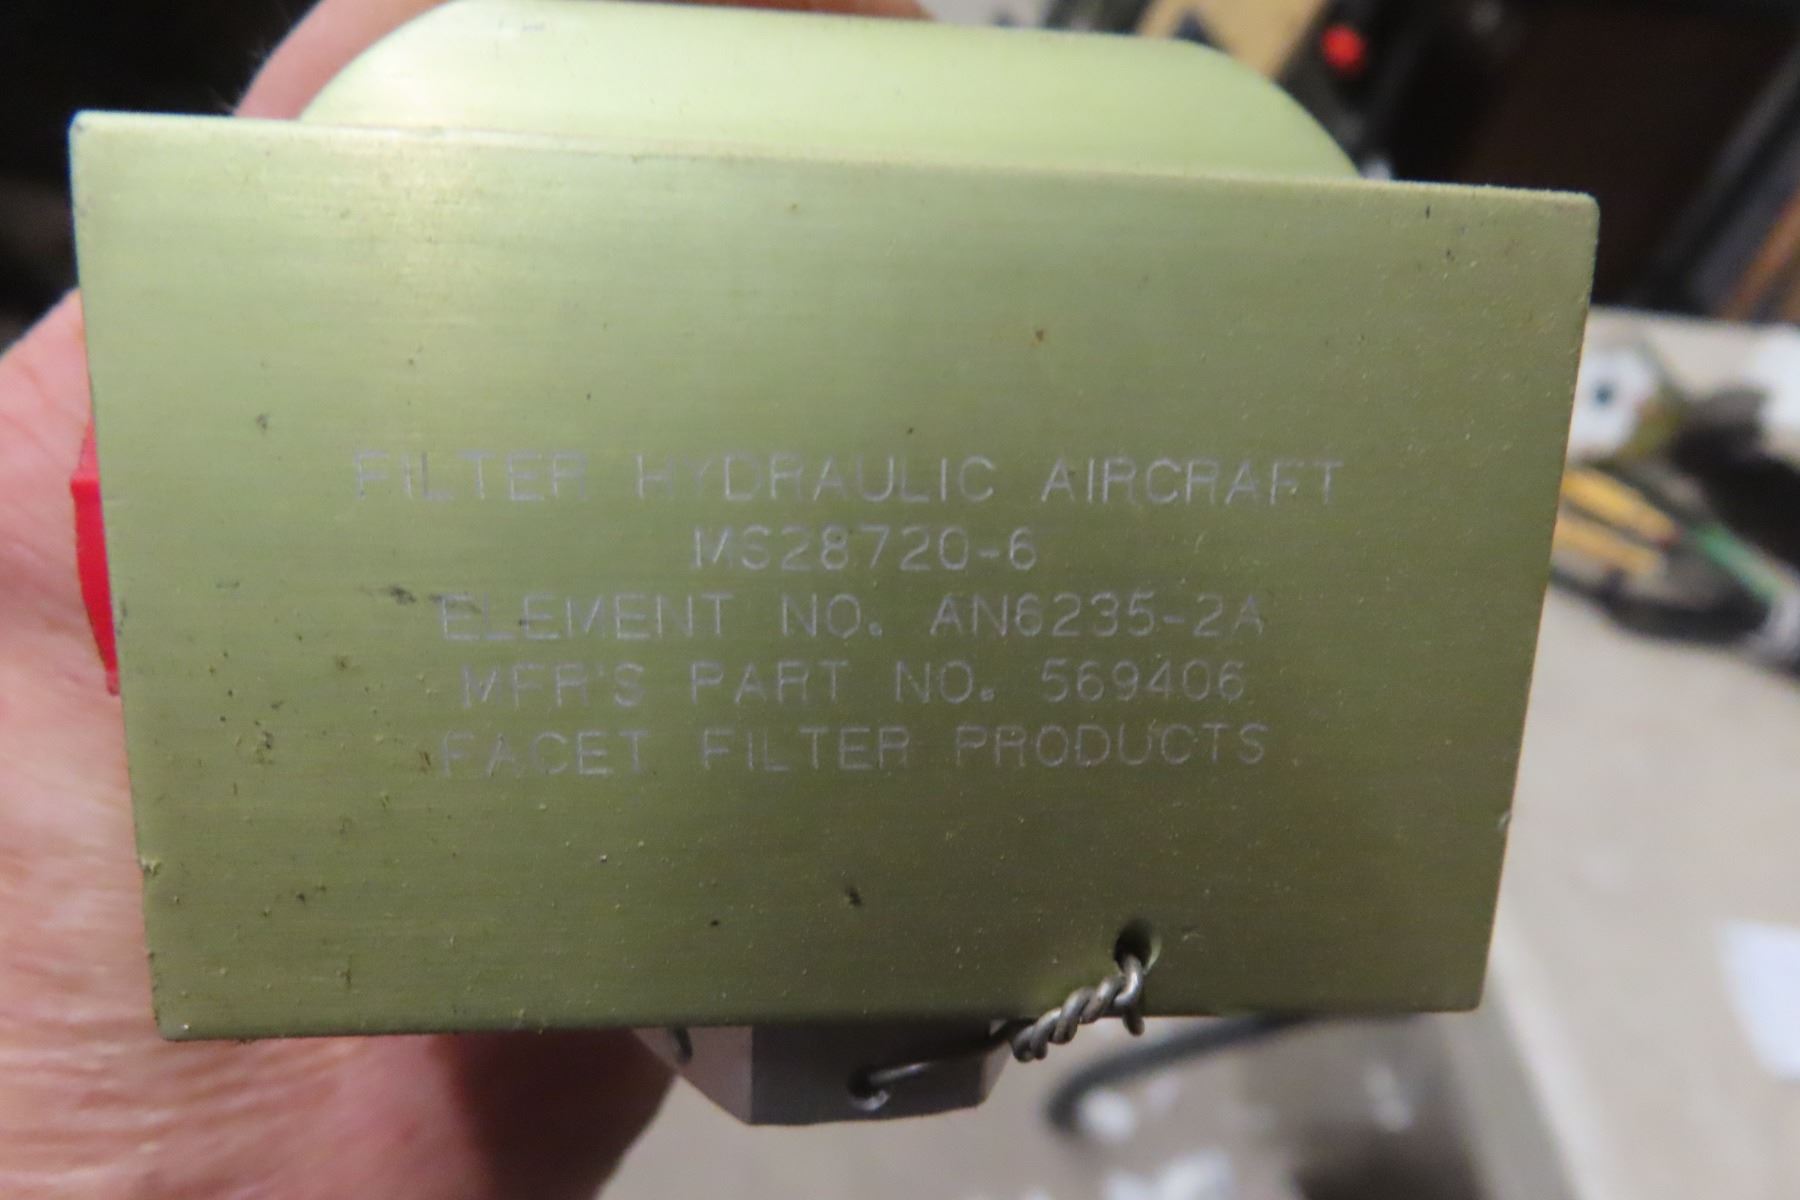 FILTER HYDRAULIC AIRCRAFT
MS28720-6
ELEMENT NO. AN6235-2A
MFR'S PART NO. 569406
FACET FILTER PRODUCTS